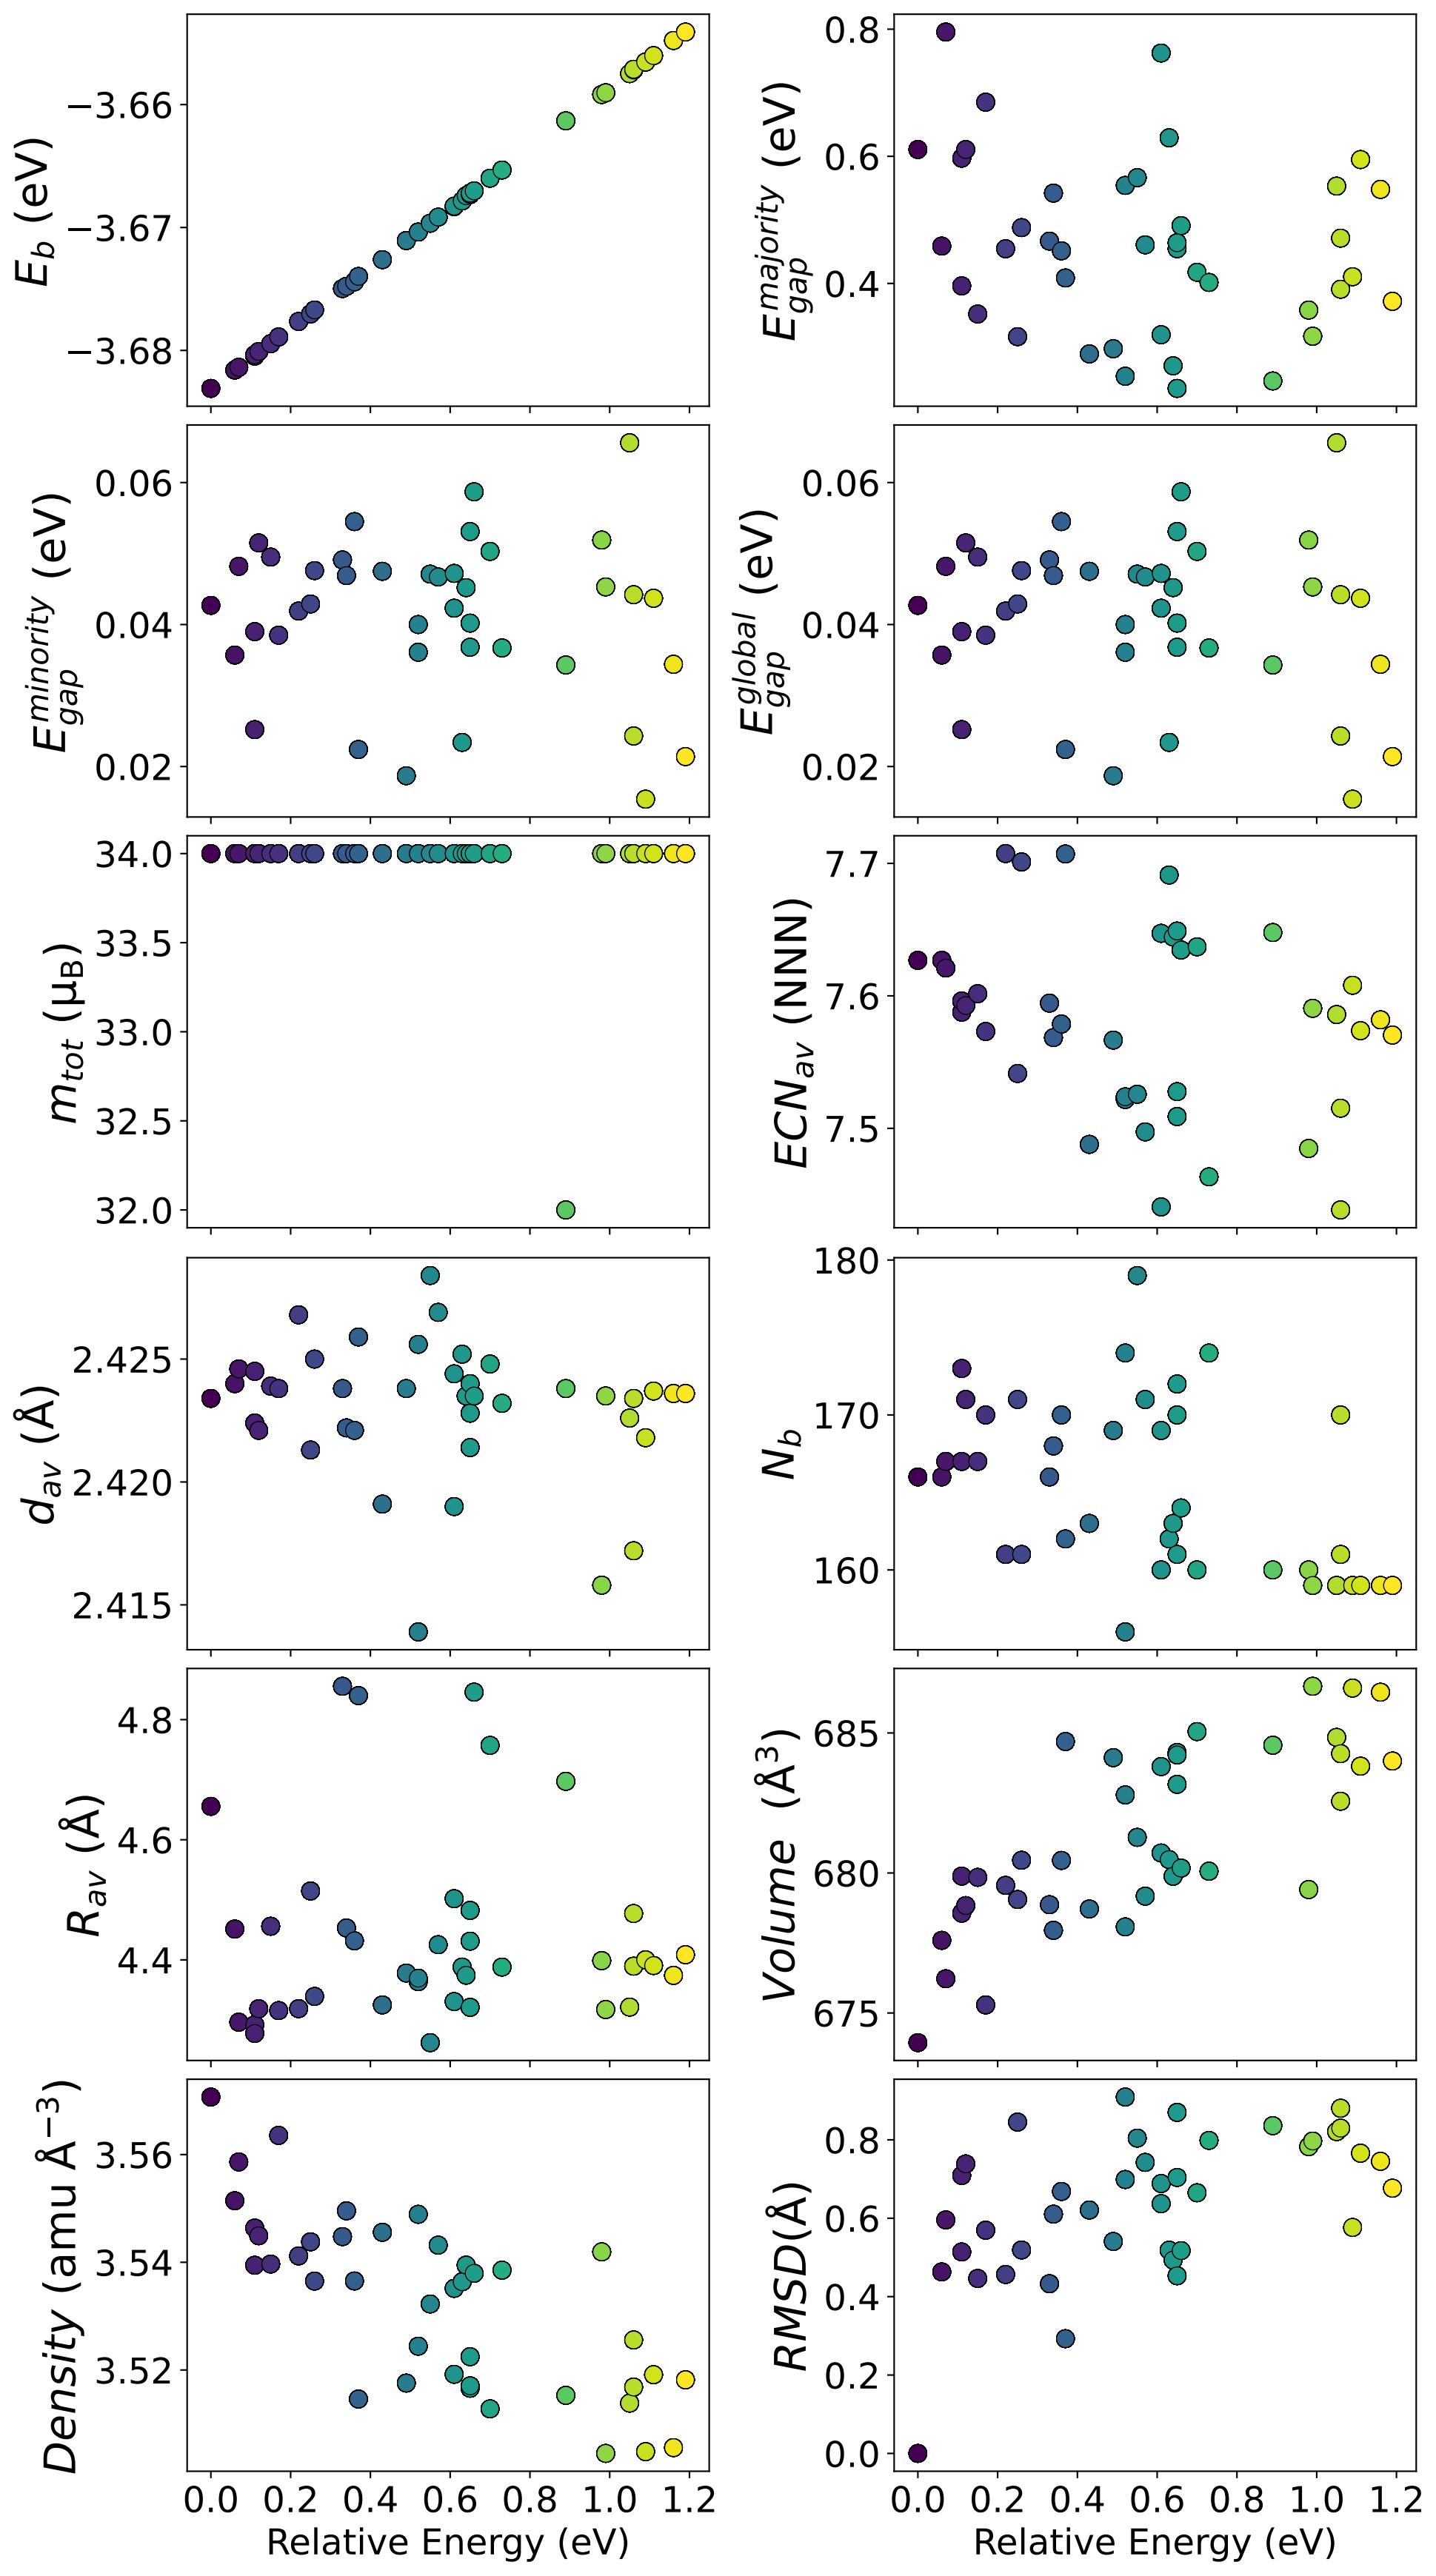 E_b (eV)
−3.66
−3.67
−3.68
E_gap^majority (eV)
0.8
0.6
0.4
E_gap^minority (eV)
0.06
0.04
0.02
E_gap^global (eV)
0.06
0.04
0.02
m_tot (μ_B)
34.0
33.5
33.0
32.5
32.0
ECN_av (NNN)
7.7
7.6
7.5
d_av (Å)
2.425
2.420
2.415
N_b
180
170
160
R_av (Å)
4.8
4.6
4.4
Volume (Å³)
685
680
675
Density (amu Å⁻³)
3.56
3.54
3.52
RMSD(Å)
0.8
0.6
0.4
0.2
0.0
0.0 0.2 0.4 0.6 0.8 1.0 1.2
Relative Energy (eV)
0.0 0.2 0.4 0.6 0.8 1.0 1.2
Relative Energy (eV)